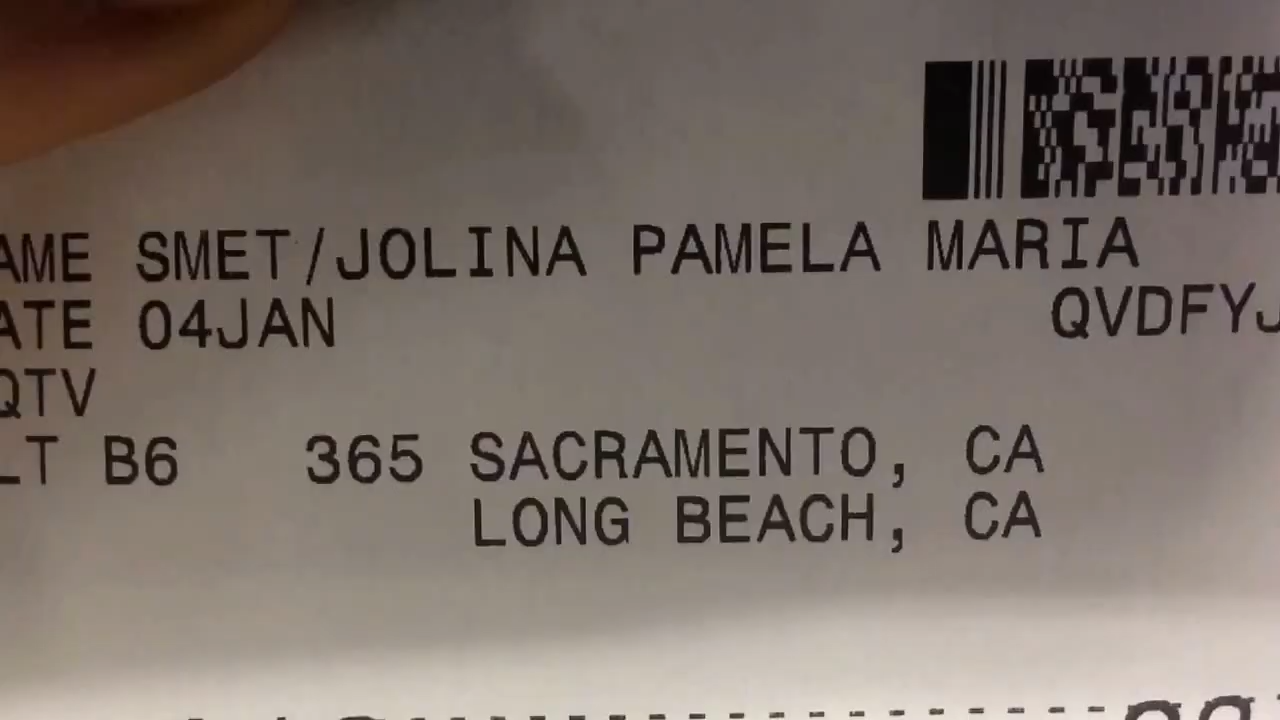 AME SMET/JOLINA PAMELA MARIA
ATE 04JAN
QVDFYJ
QTV
LT B6 365 SACRAMENTO, CA
LONG BEACH, CA